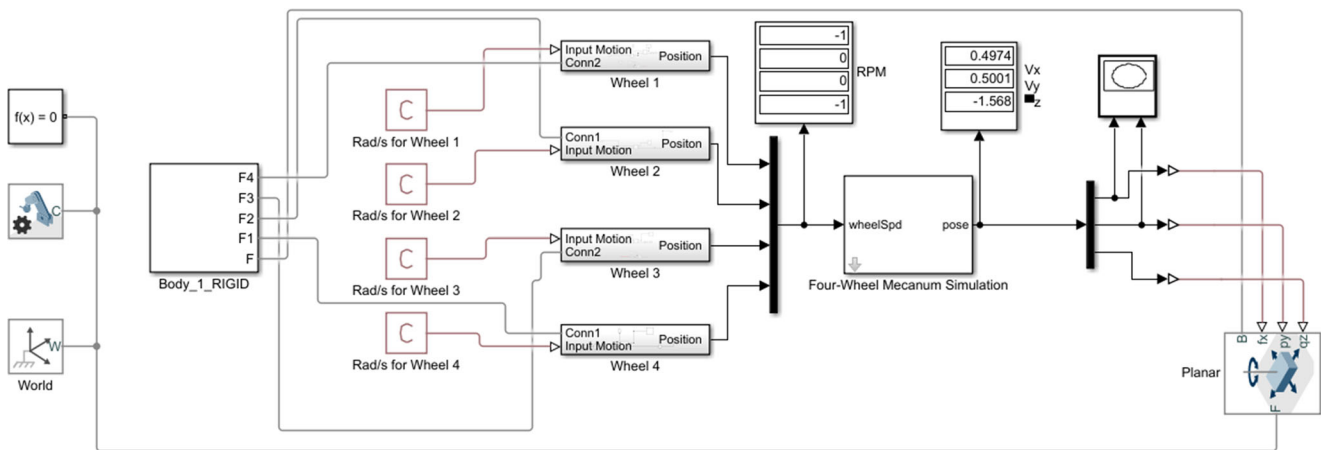 f(x) = 0
C
W
World
F4
F3
F2
F1
F
Body_1_RIGID
C
Rad/s for Wheel 1
C
Rad/s for Wheel 2
C
Rad/s for Wheel 3
C
Rad/s for Wheel 4
Input Motion
Conn2
Position
Wheel 1
Conn1
Input Motion
Positon
Wheel 2
Input Motion
Conn2
Position
Wheel 3
Conn1
Input Motion
Position
Wheel 4
-1
0
0
-1
RPM
wheelSpd
pose
Four-Wheel Mecanum Simulation
0.4974
0.5001
-1.568
Vx
Vy
z
B
fx
py
qz
F
Planar